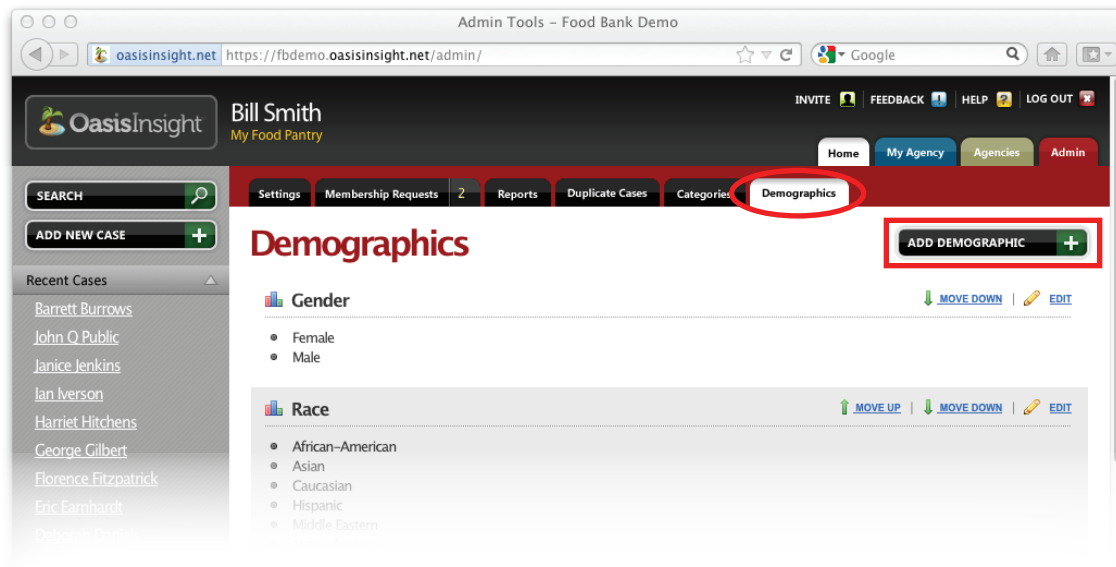 Admin Tools – Food Bank Demo
oasisinsight.net https://fbdemo.oasisinsight.net/admin/ Google
INVITE FEEDBACK HELP LOG OUT
OasisInsight
Bill Smith
My Food Pantry
Home My Agency Agencies Admin
Settings Membership Requests 2 Reports Duplicate Cases Categories Demographics
SEARCH
ADD NEW CASE
Recent Cases
Barrett Burrows
John Q Public
Janice Jenkins
Ian Iverson
Harriet Hitchens
George Gilbert
Florence Fitzpatrick
Eric Earnhardt
Demographics
ADD DEMOGRAPHIC
Gender MOVE DOWN | EDIT
Female
Male
Race MOVE UP | MOVE DOWN | EDIT
African-American
Asian
Caucasian
Hispanic
Middle Eastern